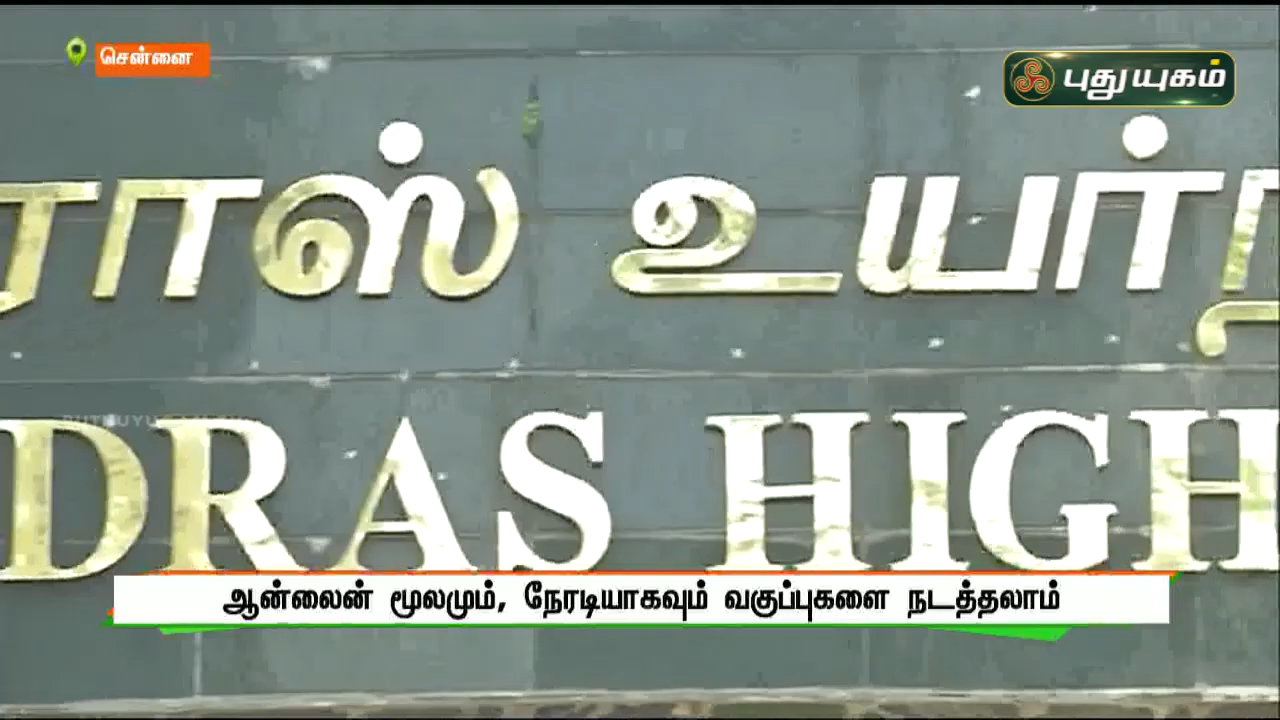 சென்னை
புதுயுகம்
ராஸ் உயர்
DRAS HIGH
ஆன்லைன் மூலமும், நேரடியாகவும் வகுப்புகளை நடத்தலாம்